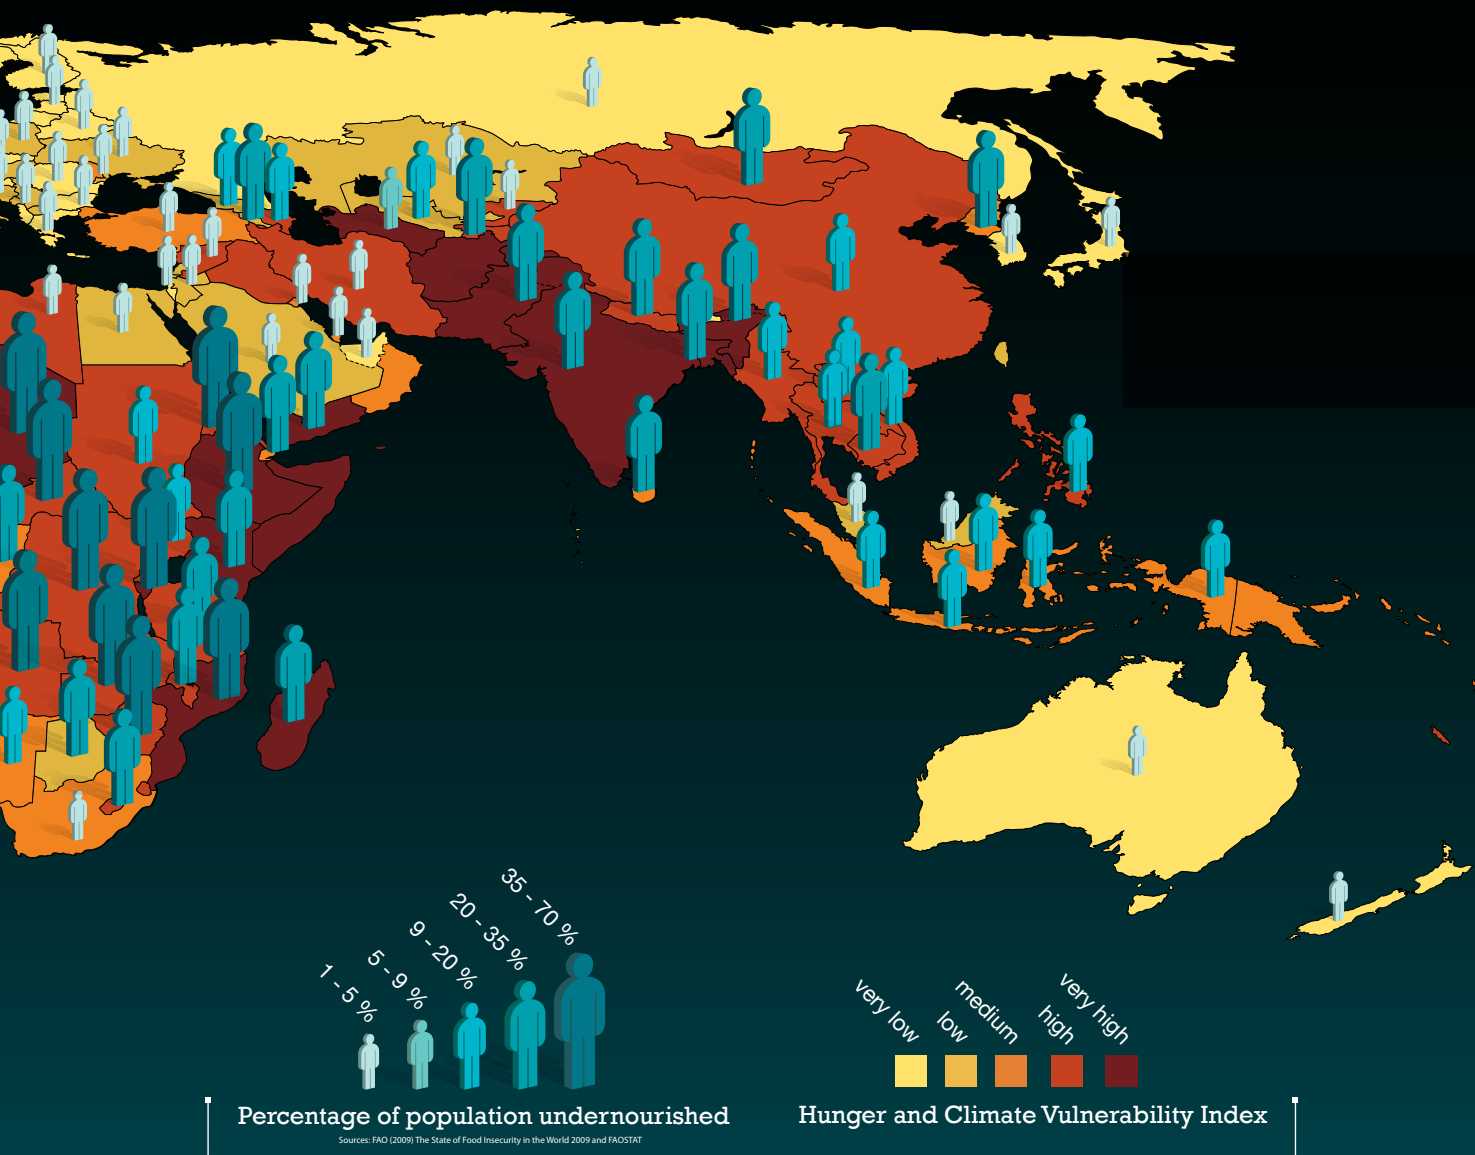 1 - 5 %
5 - 9 %
9 - 20 %
20 - 35 %
35 - 70 %
Percentage of population undernourished
Sources: FAO (2009) The State of Food Insecurity in the World 2009 and FAOSTAT
very low
low
medium
high
very high
Hunger and Climate Vulnerability Index